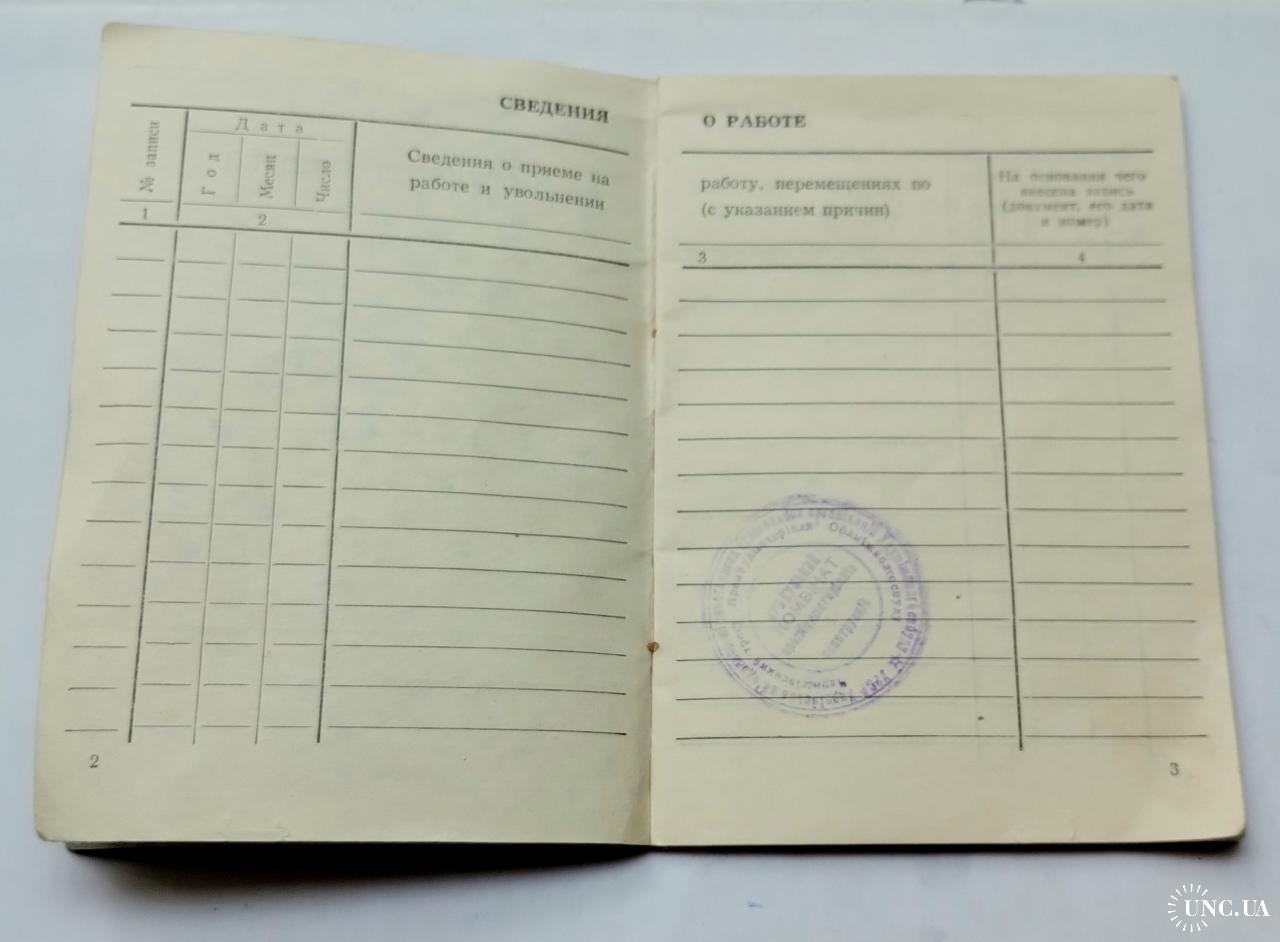 СВЕДЕНИЯ
№ записи
Дата
Год
Месяц
Число
Сведения о приеме на
работе и увольнении
1
2
2
О РАБОТЕ
работу, перемещениях по
(с указанием причин)
На основании чего
внесена запись
(документ, его дата
и номер)
3
4
КОМБИНАТ
3
UNC.UA